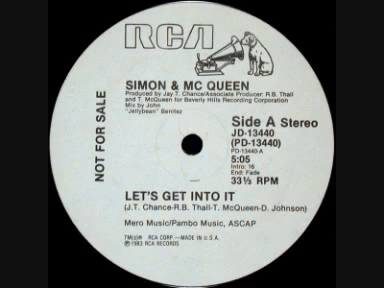 RCA
SIMON & MC QUEEN
Produced by Jay T. Chance/Associate Producer: R.B. Thall
and T. McQueen for Beverly Hills Recording Corporation
Mix by John
"Jellybean" Benitez
NOT FOR SALE
Side A Stereo
JD-13440
(PD-13440)
PD-13440-A
5:05
Intro: 16
End: Fade
33⅓ RPM
LET'S GET INTO IT
(J.T. Chance-R.B. Thall-T. McQueen-D. Johnson)
Mero Music/Pambo Music, ASCAP
TM(s)® RCA CORP.—MADE IN U.S.A.
℗ 1983 RCA RECORDS